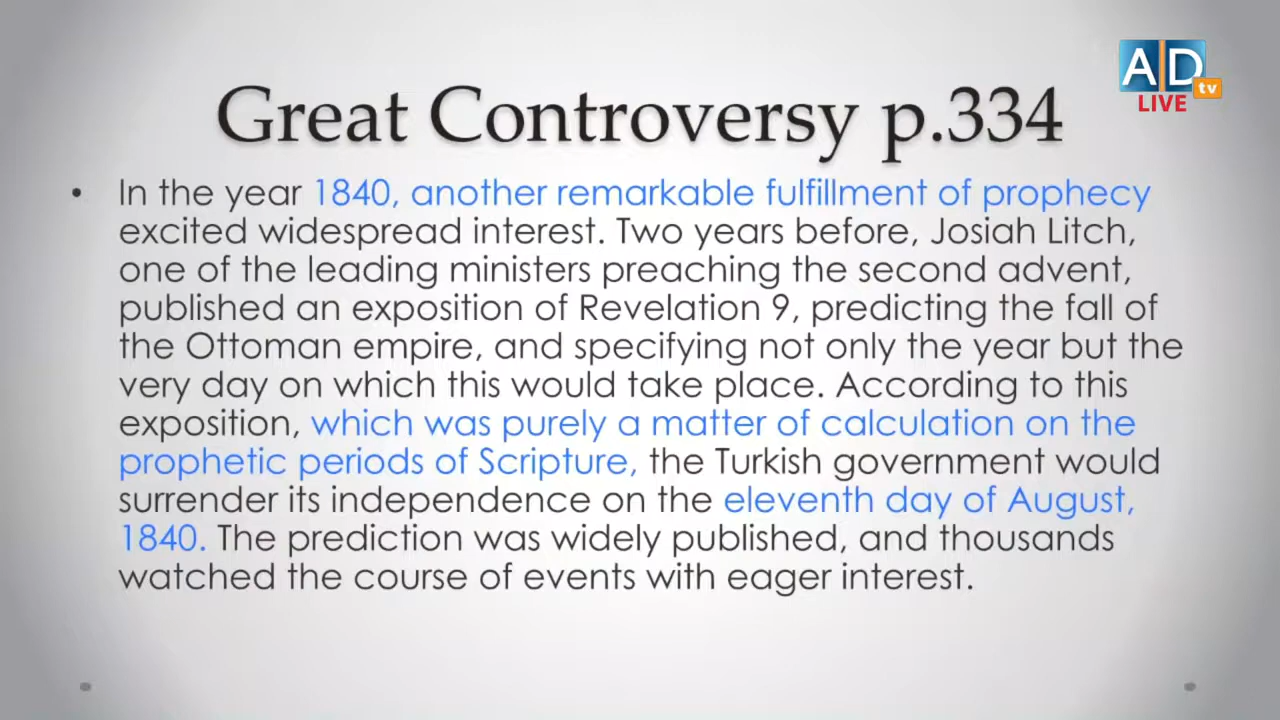 AD
tv
LIVE
Great Controversy p.334
• In the year 1840, another remarkable fulfillment of prophecy
excited widespread interest. Two years before, Josiah Litch,
one of the leading ministers preaching the second advent,
published an exposition of Revelation 9, predicting the fall of
the Ottoman empire, and specifying not only the year but the
very day on which this would take place. According to this
exposition, which was purely a matter of calculation on the
prophetic periods of Scripture, the Turkish government would
surrender its independence on the eleventh day of August,
1840. The prediction was widely published, and thousands
watched the course of events with eager interest.